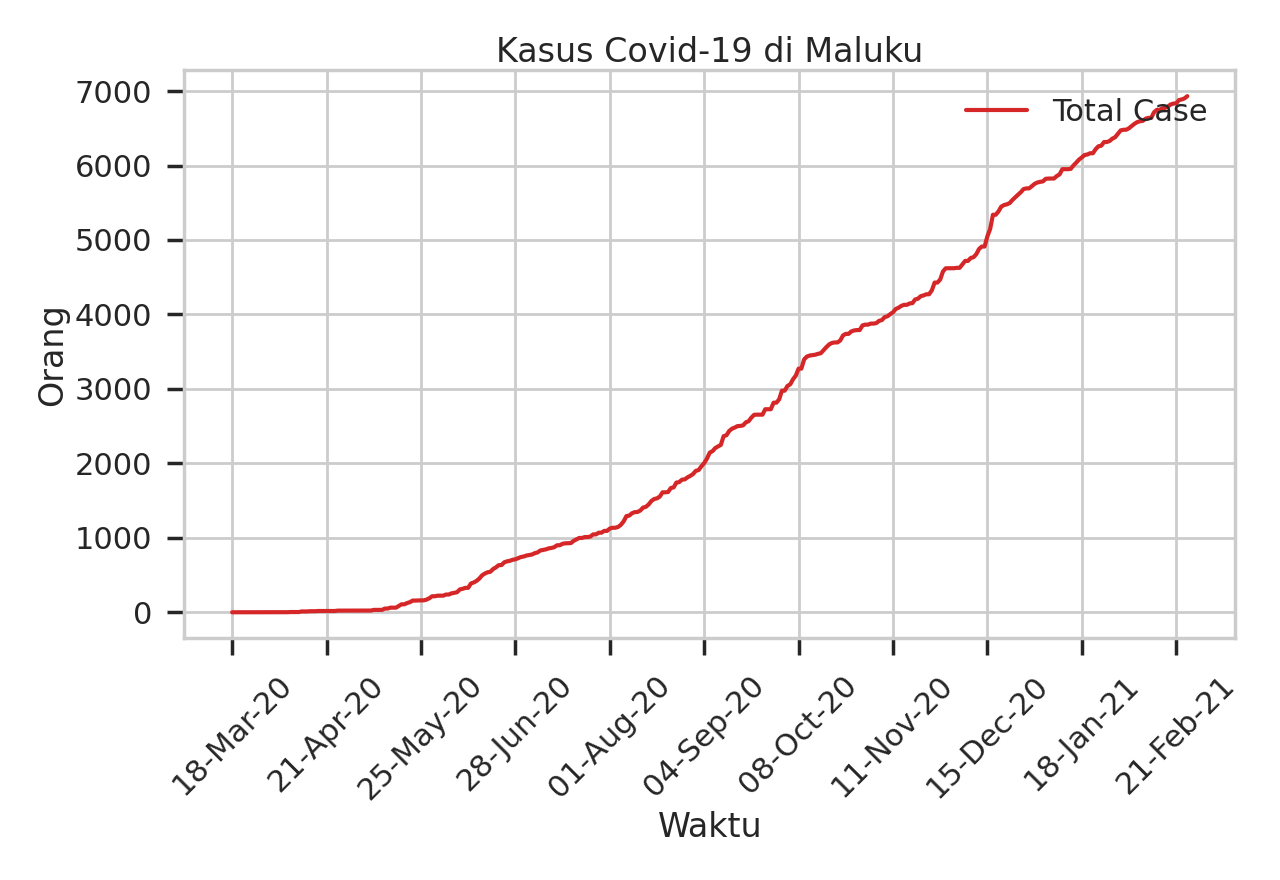 Kasus Covid-19 di Maluku
Total Case
Orang
7000
6000
5000
4000
3000
2000
1000
0
18-Mar-20
21-Apr-20
25-May-20
28-Jun-20
01-Aug-20
04-Sep-20
08-Oct-20
11-Nov-20
15-Dec-20
18-Jan-21
21-Feb-21
Waktu